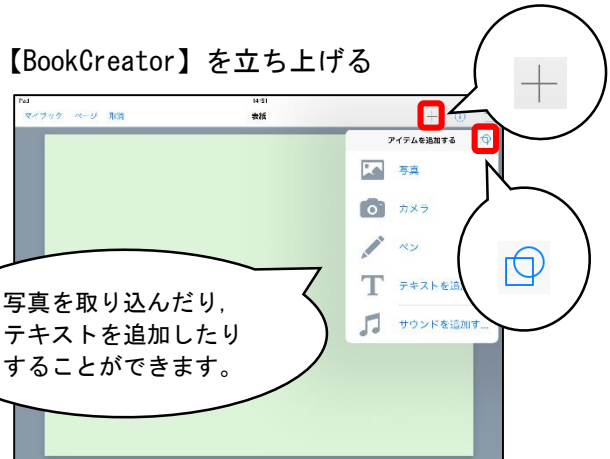 【BookCreator】を立ち上げる
iPad
14:51
マイブック ページ 取消
表紙
アイテムを追加する
写真
カメラ
ペン
テキストを追
サウンドを追加す...
写真を取り込んだり,
テキストを追加したり
することができます。